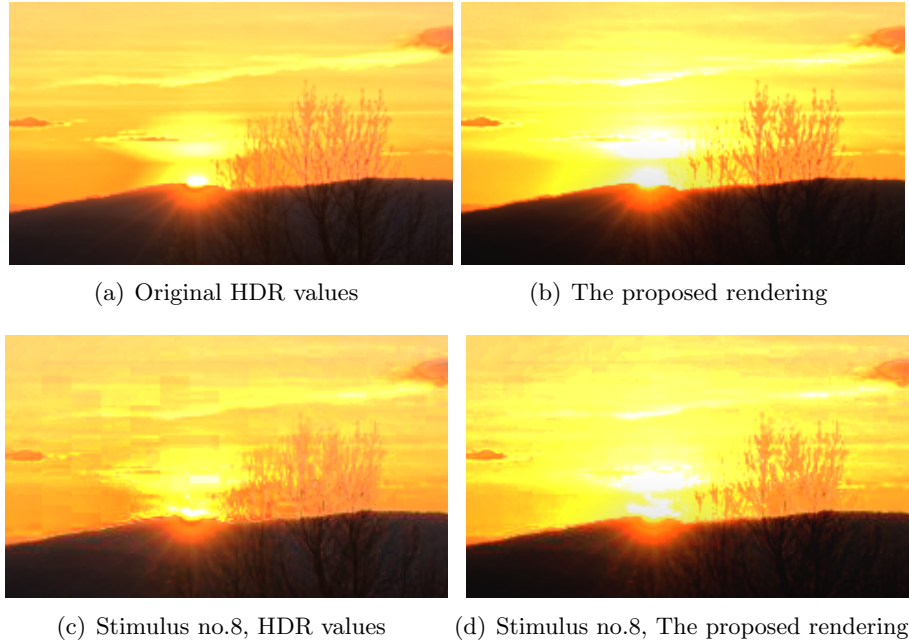 (a) Original HDR values
(b) The proposed rendering
(c) Stimulus no.8, HDR values
(d) Stimulus no.8, The proposed rendering